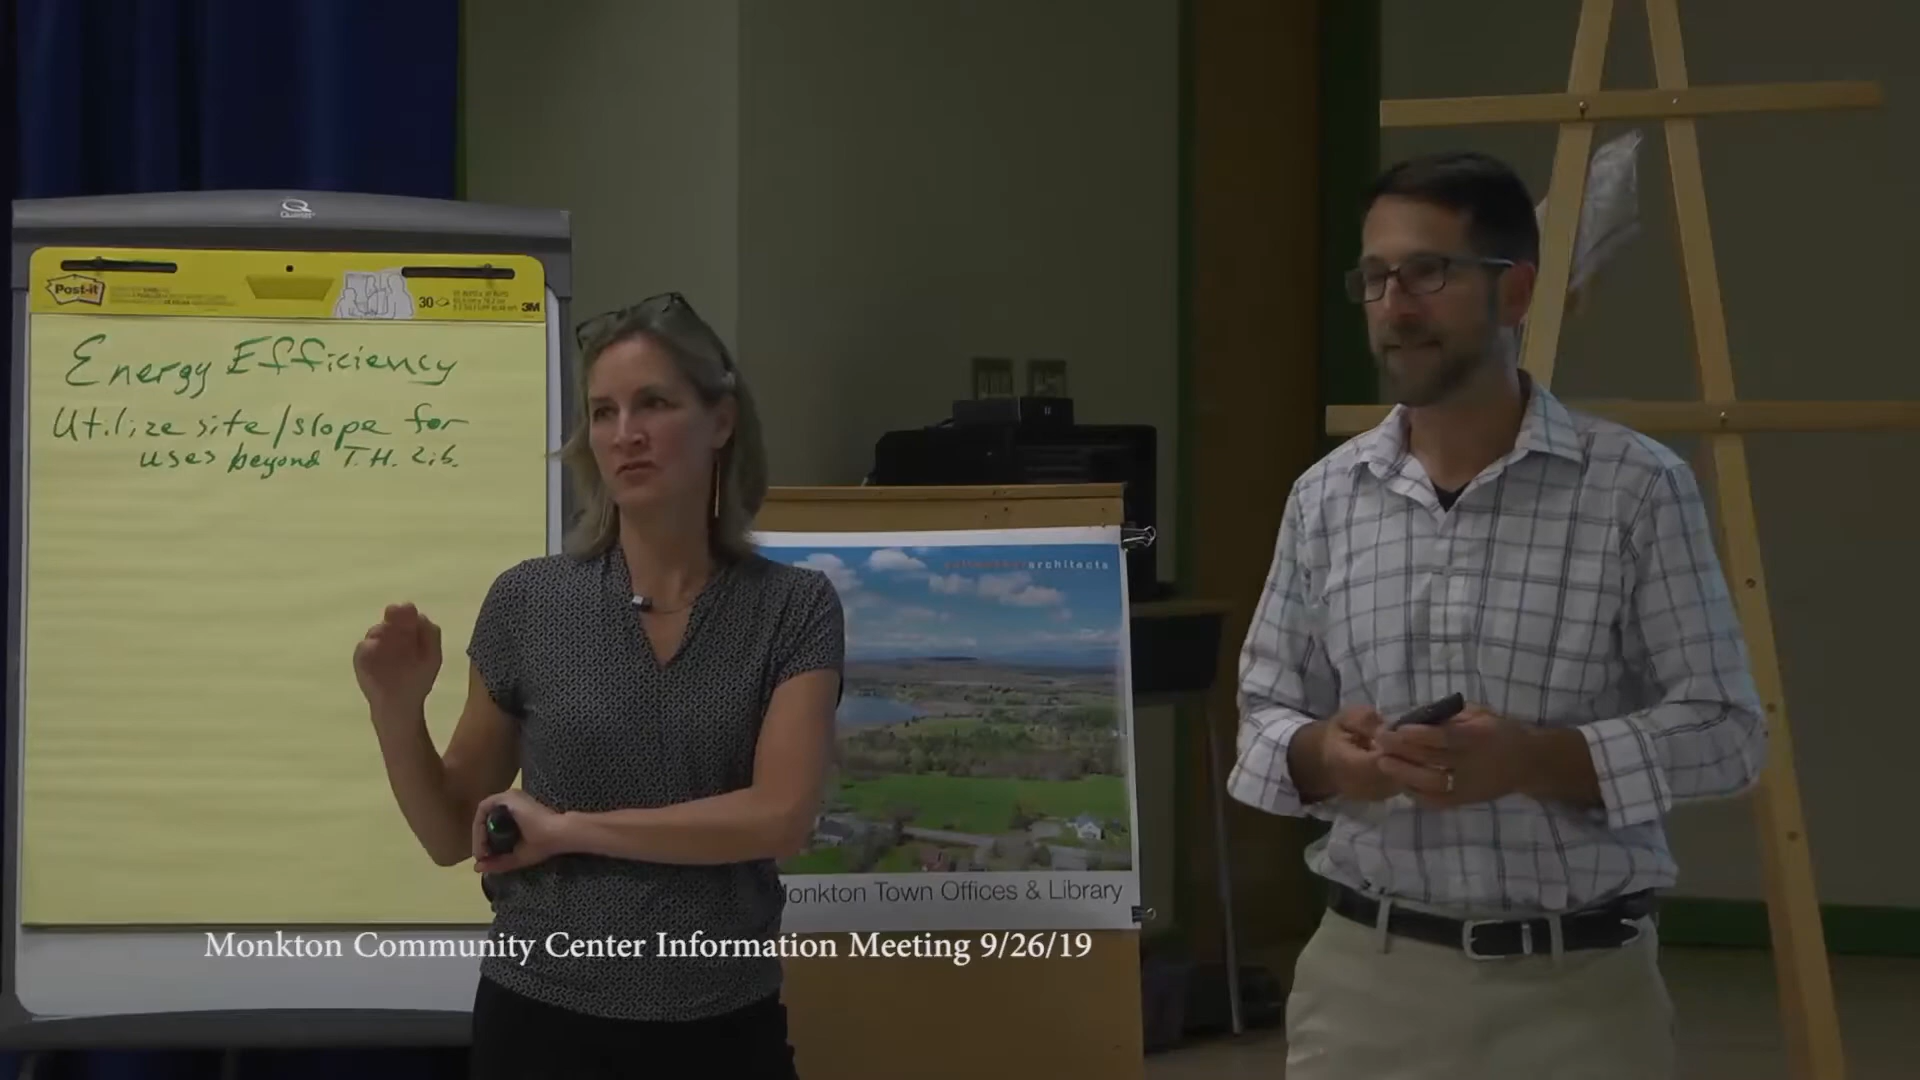 Quartet
Post-it
30
3M
Energy Efficiency
Utilize site/slope for
uses beyond T.H. Lib.
architects
Monkton Town Offices & Library
Monkton Community Center Information Meeting 9/26/19